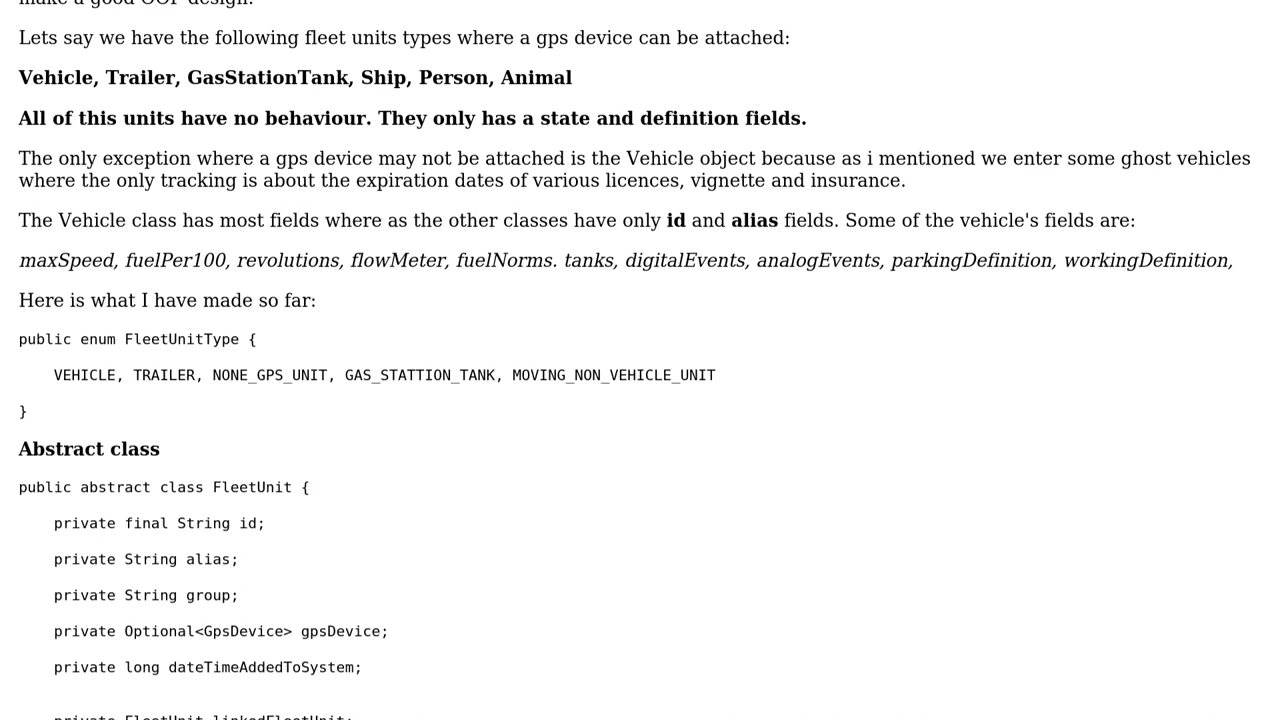 make a good OOP design.
Lets say we have the following fleet units types where a gps device can be attached:
Vehicle, Trailer, GasStationTank, Ship, Person, Animal
All of this units have no behaviour. They only has a state and definition fields.
The only exception where a gps device may not be attached is the Vehicle object because as i mentioned we enter some ghost vehicles
where the only tracking is about the expiration dates of various licences, vignette and insurance.
The Vehicle class has most fields where as the other classes have only id and alias fields. Some of the vehicle's fields are:
maxSpeed, fuelPer100, revolutions, flowMeter, fuelNorms. tanks, digitalEvents, analogEvents, parkingDefinition, workingDefinition,
Here is what I have made so far:
public enum FleetUnitType {
    VEHICLE, TRAILER, NONE_GPS_UNIT, GAS_STATTION_TANK, MOVING_NON_VEHICLE_UNIT
}
Abstract class
public abstract class FleetUnit {
    private final String id;
    private String alias;
    private String group;
    private Optional<GpsDevice> gpsDevice;
    private long dateTimeAddedToSystem;
    private FleetUnit linkedFleetUnit;